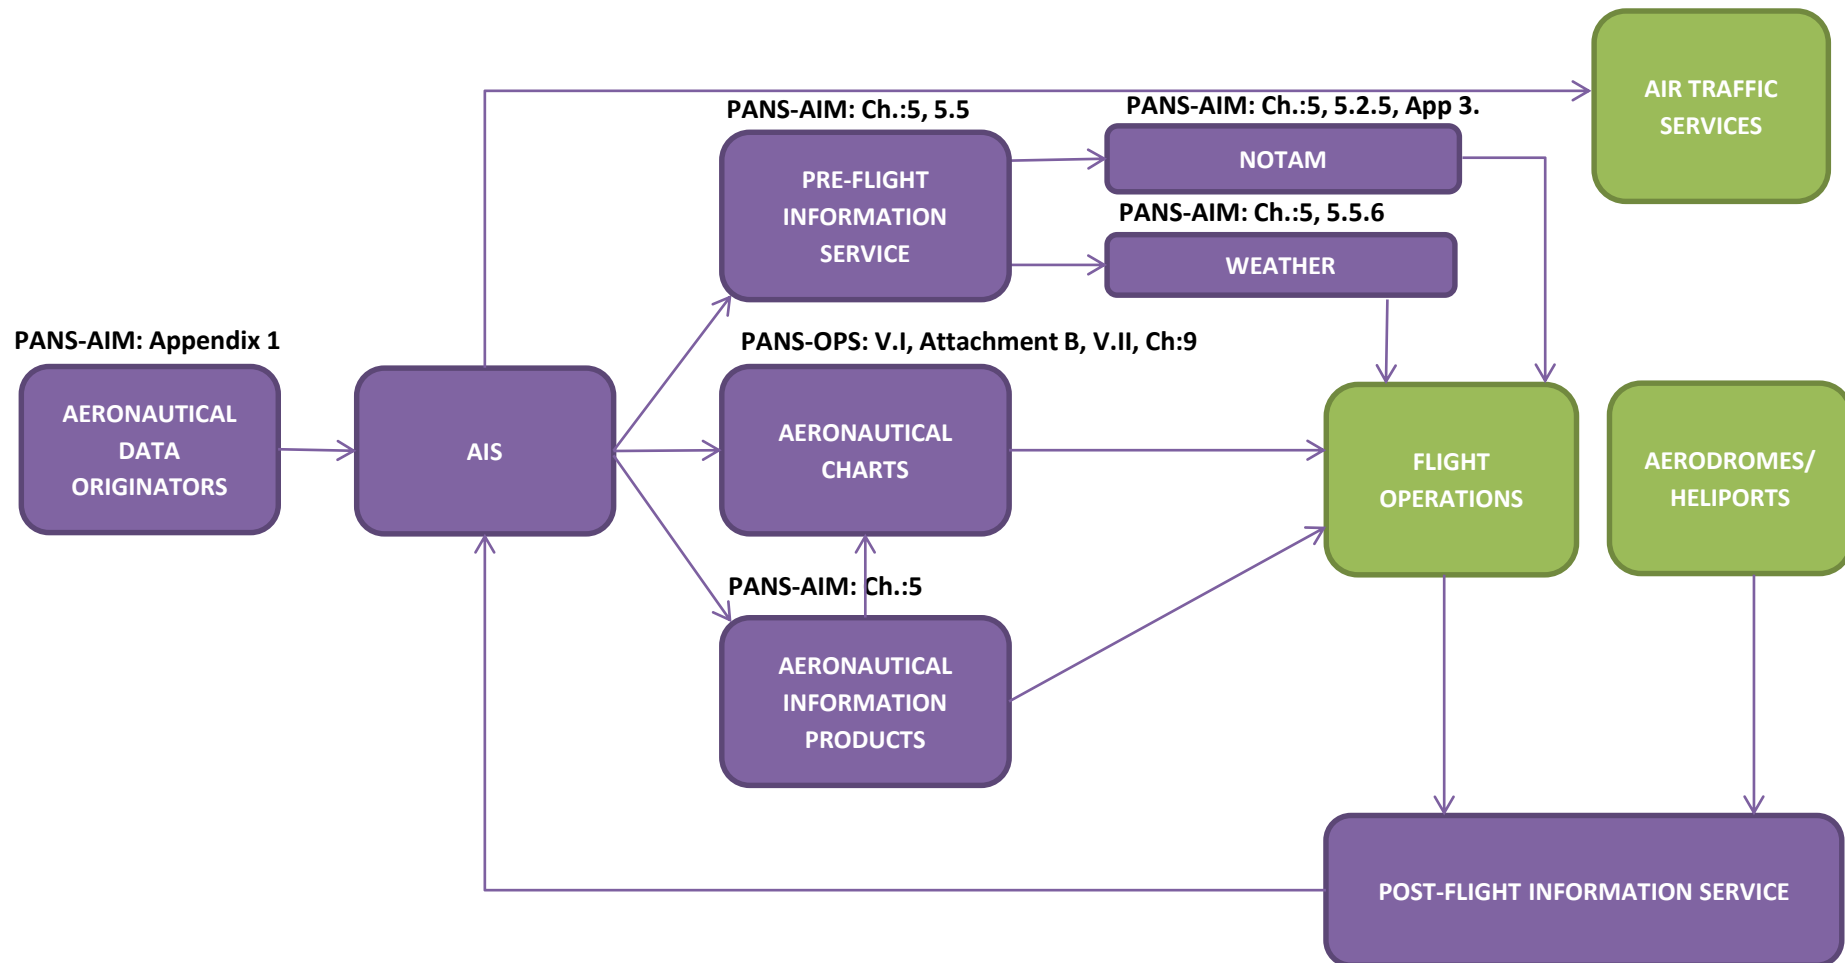 AIR TRAFFIC
SERVICES
PANS-AIM: Ch.:5, 5.5
PANS-AIM: Ch.:5, 5.2.5, App 3.
PRE-FLIGHT
INFORMATION
SERVICE
NOTAM
PANS-AIM: Ch.:5, 5.5.6
WEATHER
PANS-AIM: Appendix 1
PANS-OPS: V.I, Attachment B, V.II, Ch:9
AERONAUTICAL
DATA
ORIGINATORS
AIS
AERONAUTICAL
CHARTS
FLIGHT
OPERATIONS
AERODROMES/
HELIPORTS
PANS-AIM: Ch.:5
AERONAUTICAL
INFORMATION
PRODUCTS
POST-FLIGHT INFORMATION SERVICE